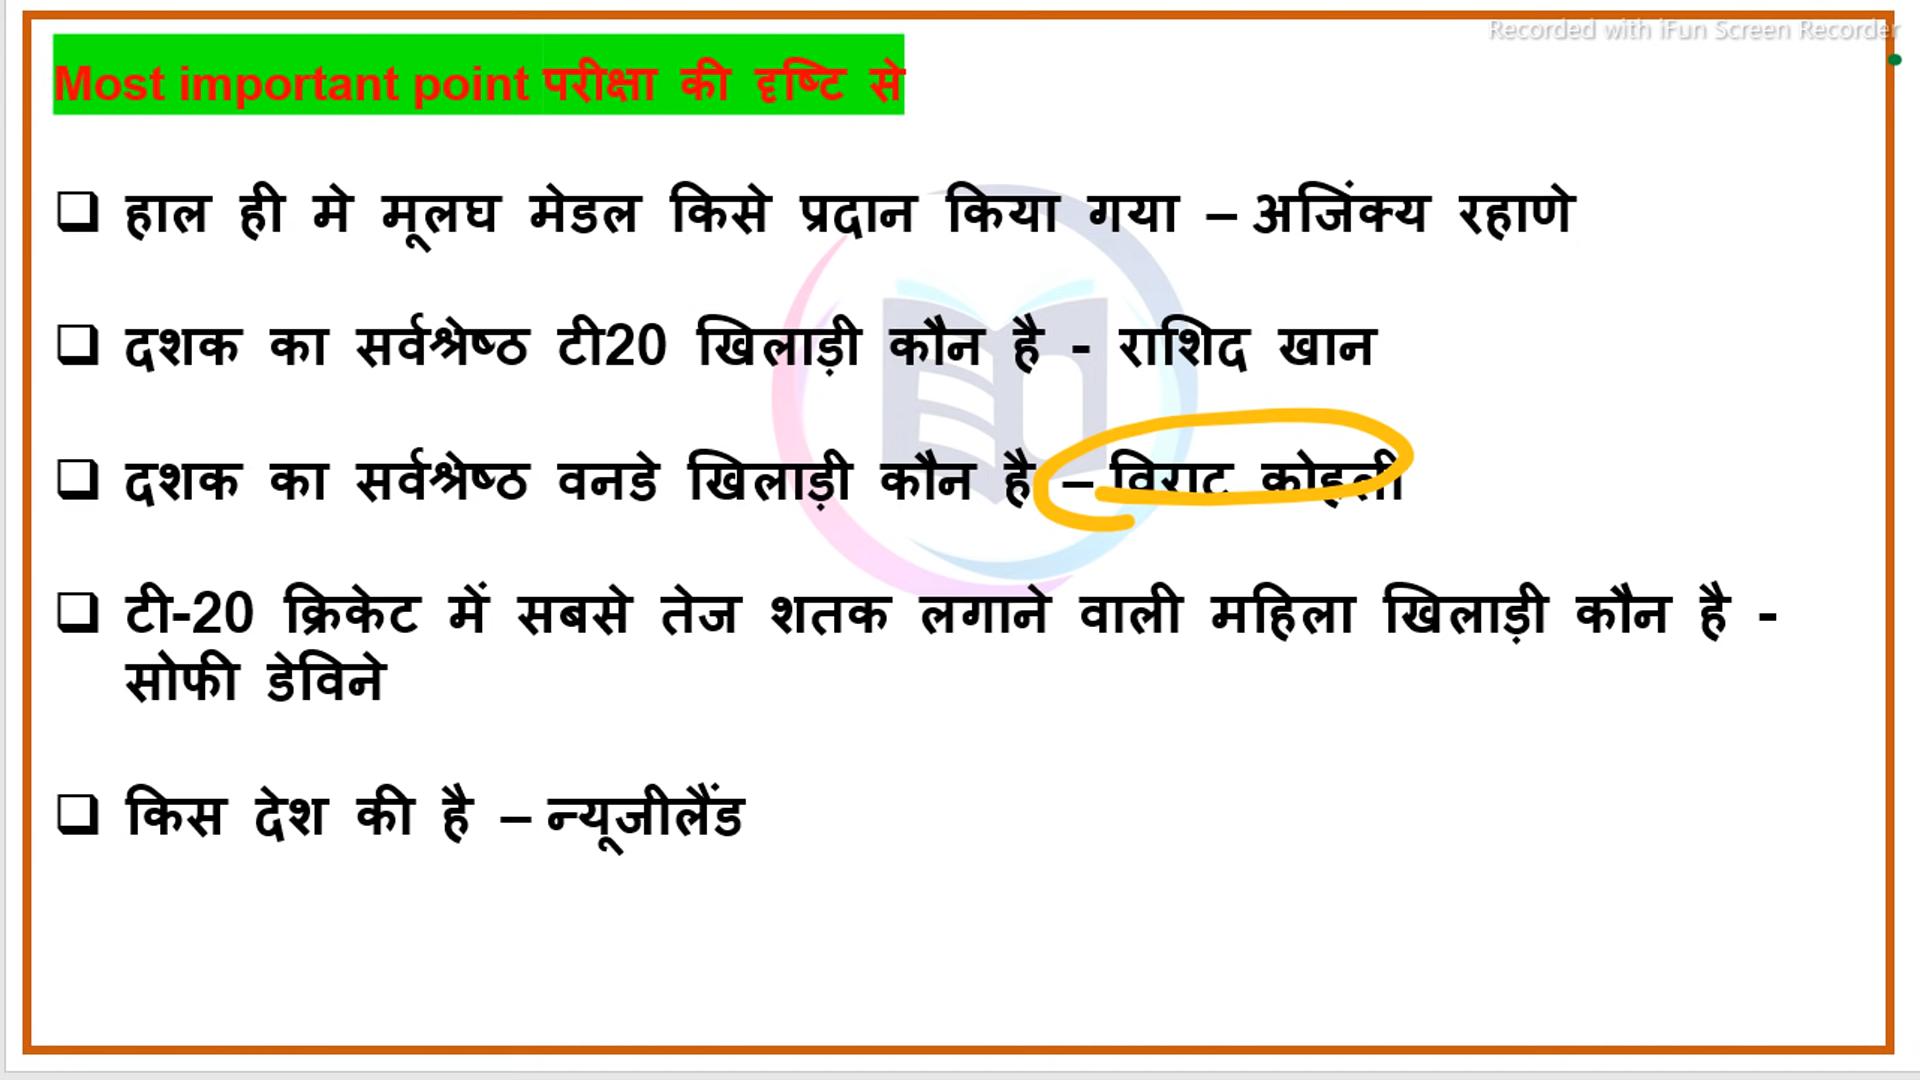 Recorded with iFun Screen Recorder
Most important point परीक्षा की दृष्टि से
हाल ही मे मूलघ मेडल किसे प्रदान किया गया – अजिंक्य रहाणे
दशक का सर्वश्रेष्ठ टी20 खिलाड़ी कौन है - राशिद खान
दशक का सर्वश्रेष्ठ वनडे खिलाड़ी कौन है – विराट कोहली
टी-20 क्रिकेट में सबसे तेज शतक लगाने वाली महिला खिलाड़ी कौन है -
सोफी डेविने
किस देश की है – न्यूजीलैंड